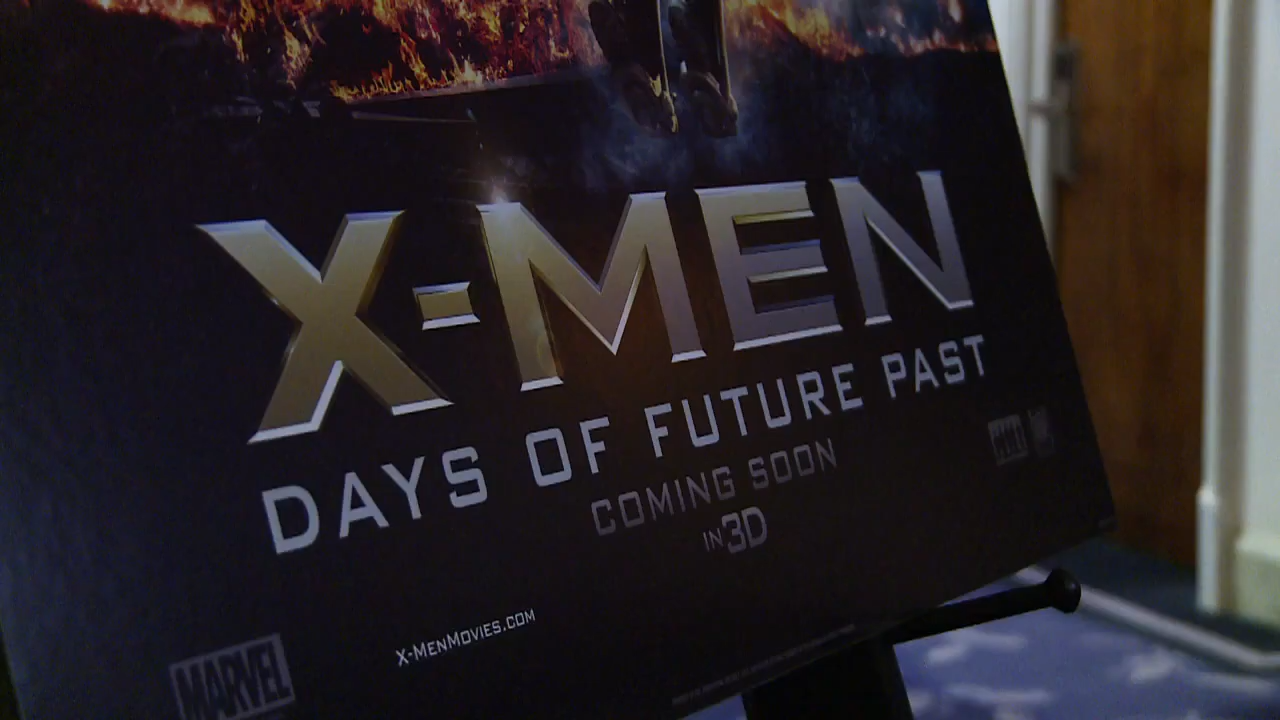 X-MEN
DAYS OF FUTURE PAST
COMING SOON
IN 3D
X-MENMOVIES.COM
MARVEL